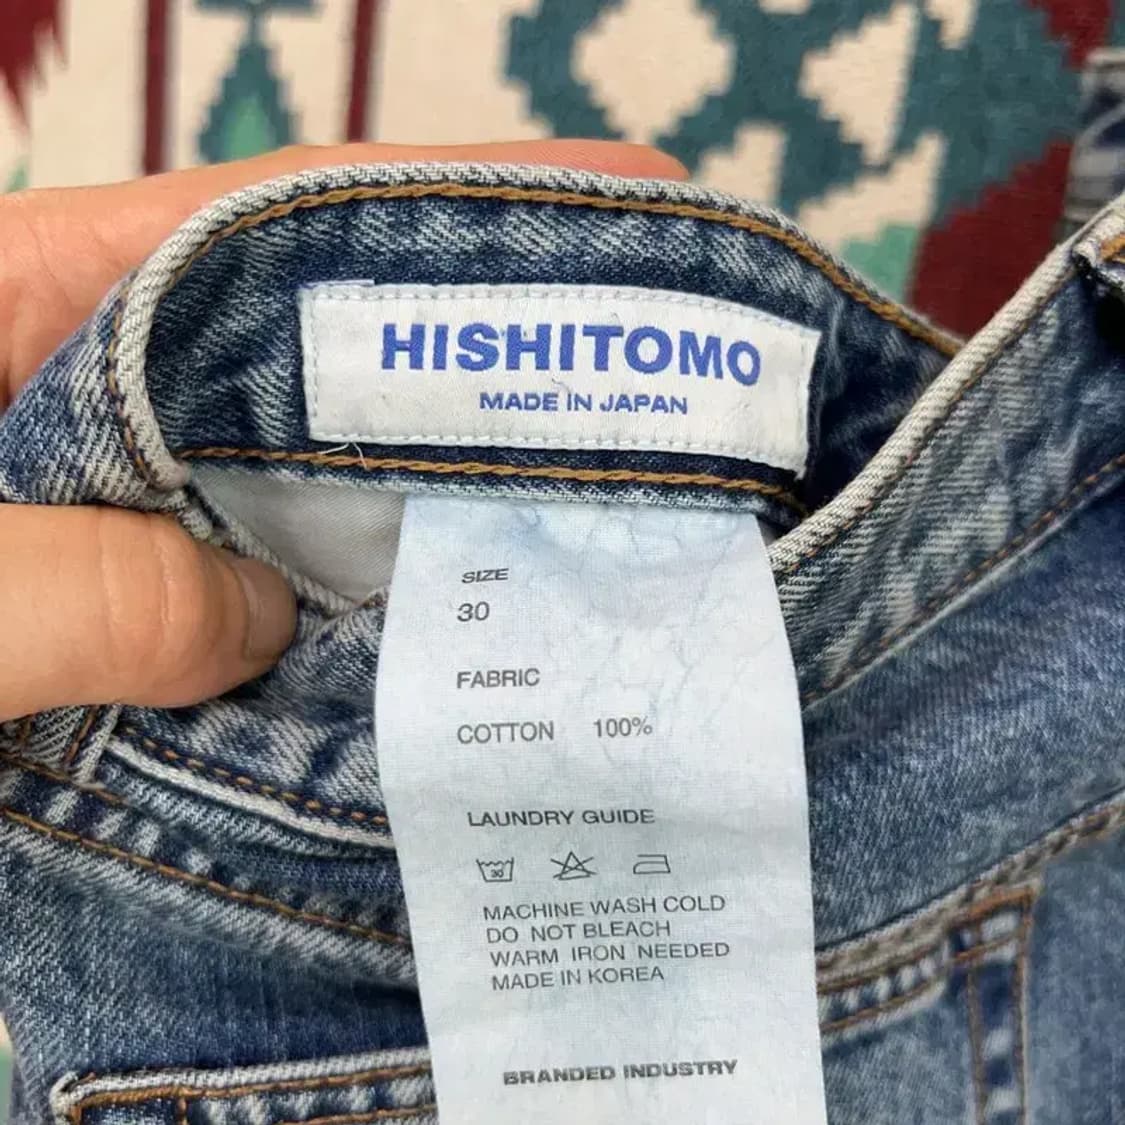 HISHITOMO
MADE IN JAPAN
SIZE
30
FABRIC
COTTON 100%
LAUNDRY GUIDE
30
MACHINE WASH COLD
DO NOT BLEACH
WARM IRON NEEDED
MADE IN KOREA
BRANDED INDUSTRY